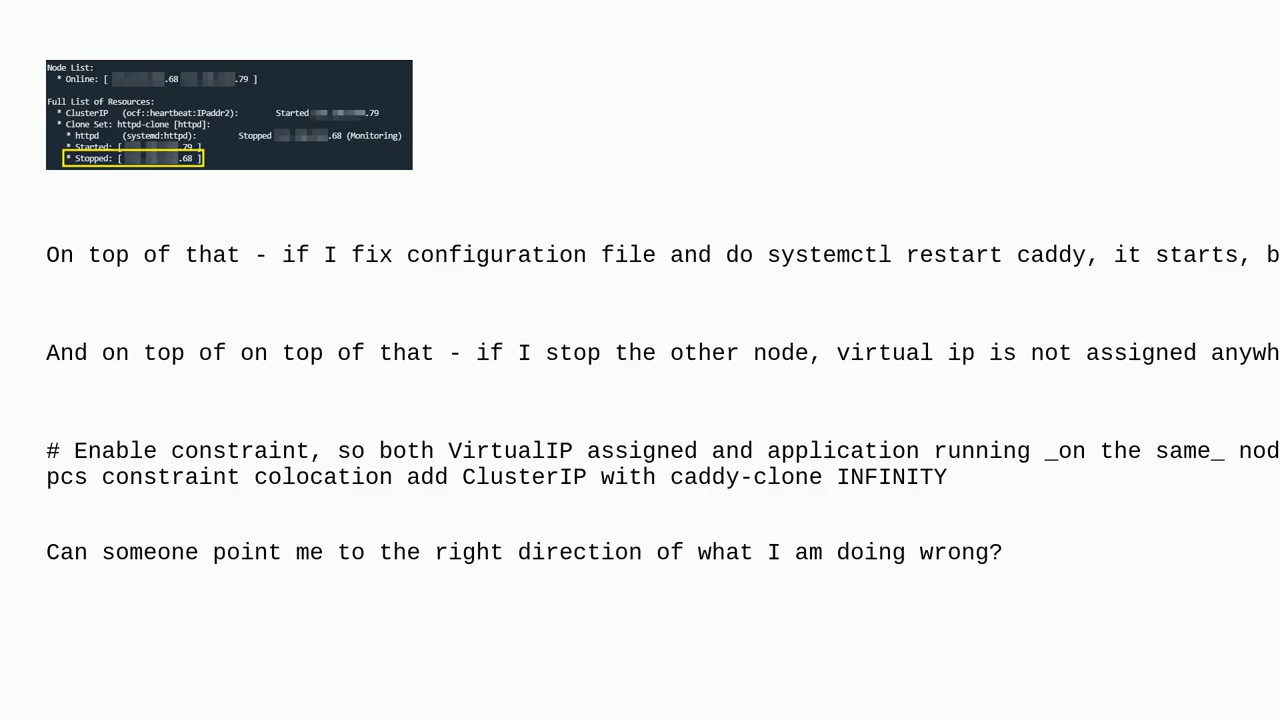 Node List:
* Online: [ .68 .79 ]
Full List of Resources:
* ClusterIP (ocf::heartbeat:IPaddr2): Started .79
* Clone Set: httpd-clone [httpd]:
* httpd (systemd:httpd): Stopped .68 (Monitoring)
* Started: [ .79 ]
* Stopped: [ .68 ]
On top of that - if I fix configuration file and do systemctl restart caddy, it starts, b
And on top of on top of that - if I stop the other node, virtual ip is not assigned anywh
# Enable constraint, so both VirtualIP assigned and application running _on the same_ nod
pcs constraint colocation add ClusterIP with caddy-clone INFINITY
Can someone point me to the right direction of what I am doing wrong?